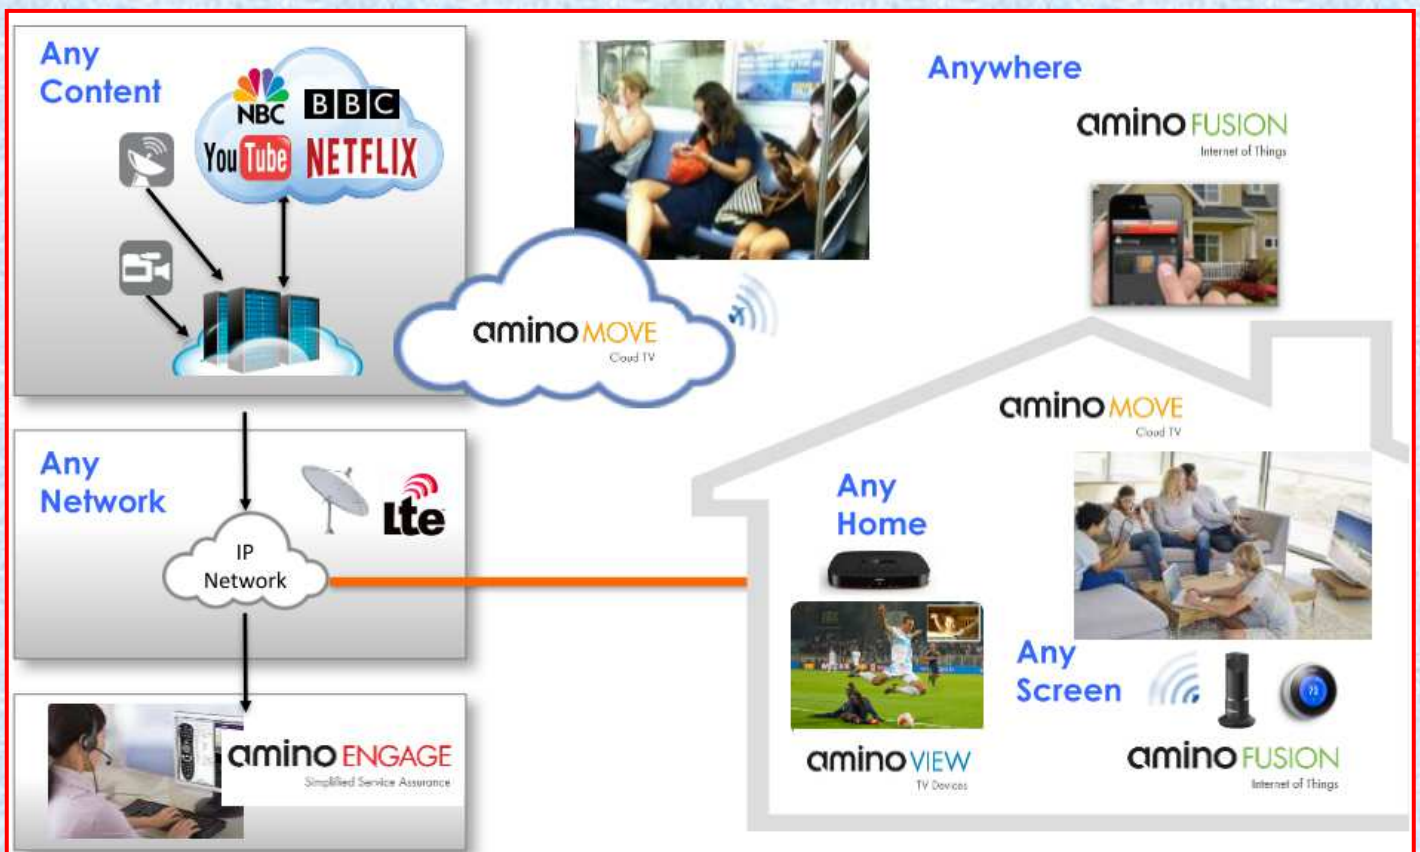 Any
Content
NBC
BBC
You Tube
NETFLIX
Anywhere
amino FUSION
Internet of Things
amino MOVE
Cloud TV
amino MOVE
Cloud TV
Any
Network
Lte
IP
Network
Any
Home
Any
Screen
amino VIEW
TV Devices
amino FUSION
Internet of Things
amino ENGAGE
Simplified Service Assurance